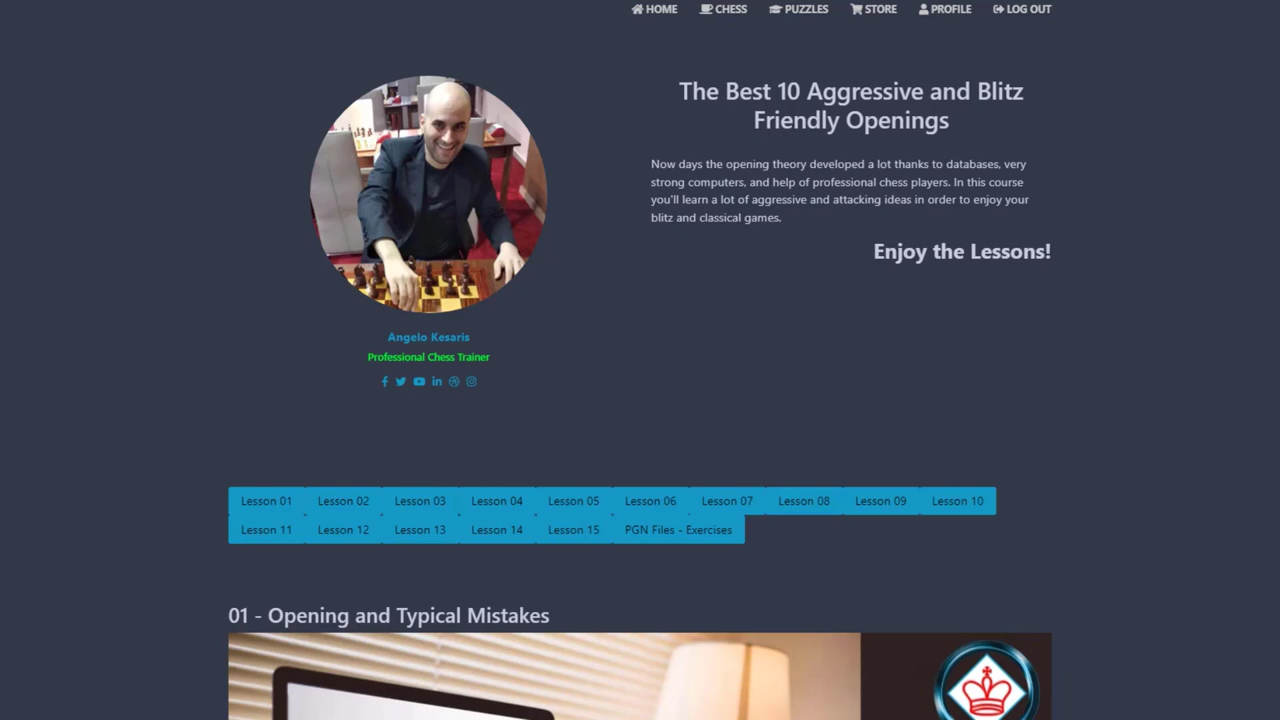 HOME CHESS PUZZLES STORE PROFILE LOG OUT
The Best 10 Aggressive and Blitz
Friendly Openings
Now days the opening theory developed a lot thanks to databases, very
strong computers, and help of professional chess players. In this course
you'll learn a lot of aggressive and attacking ideas in order to enjoy your
blitz and classical games.
Enjoy the Lessons!
Angelo Kesaris
Professional Chess Trainer
Lesson 01 Lesson 02 Lesson 03 Lesson 04 Lesson 05 Lesson 06 Lesson 07 Lesson 08 Lesson 09 Lesson 10
Lesson 11 Lesson 12 Lesson 13 Lesson 14 Lesson 15 PGN Files - Exercises
01 - Opening and Typical Mistakes